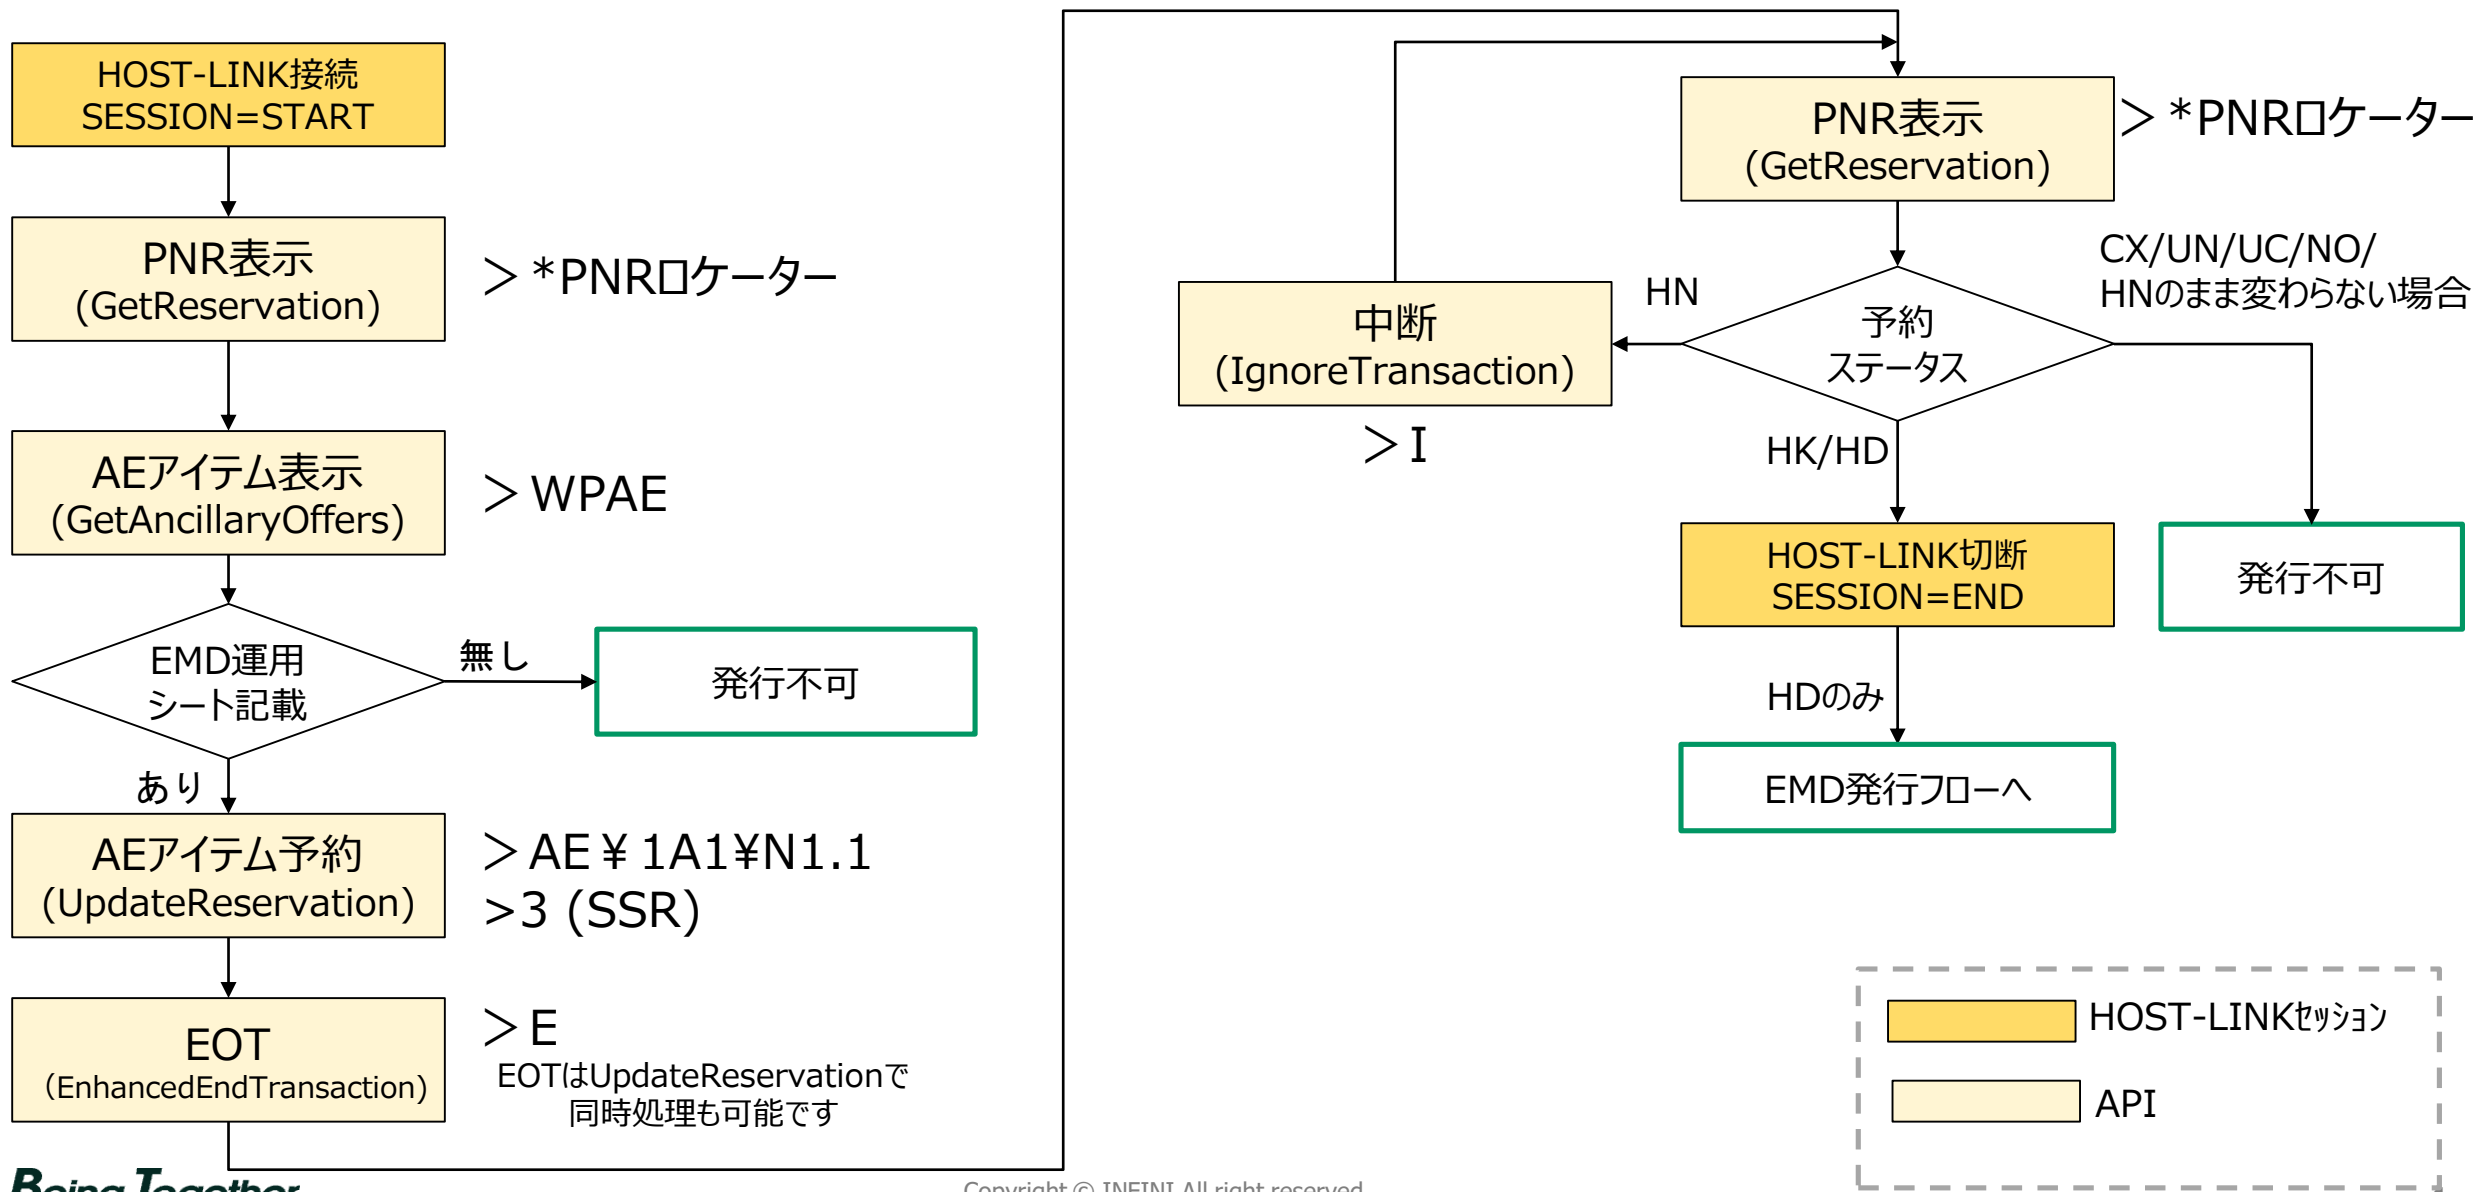 HOST-LINK接続
SESSION=START
PNR表示
(GetReservation)
＞*PNRロケーター
AEアイテム表示
(GetAncillaryOffers)
＞WPAE
EMD運用
シート記載
無し
発行不可
あり
AEアイテム予約
(UpdateReservation)
＞AE￥1A1¥N1.1
>3 (SSR)
EOT
（EnhancedEndTransaction)
＞E
EOTはUpdateReservationで
同時処理も可能です
PNR表示
(GetReservation)
＞*PNRロケーター
予約
ステータス
HN
中断
(IgnoreTransaction)
＞I
CX/UN/UC/NO/
HNのまま変わらない場合
発行不可
HK/HD
HOST-LINK切断
SESSION=END
HDのみ
EMD発行フローへ
HOST-LINKｾｯｼｮﾝ
API
Being Together
Copyright © INFINI All right reserved